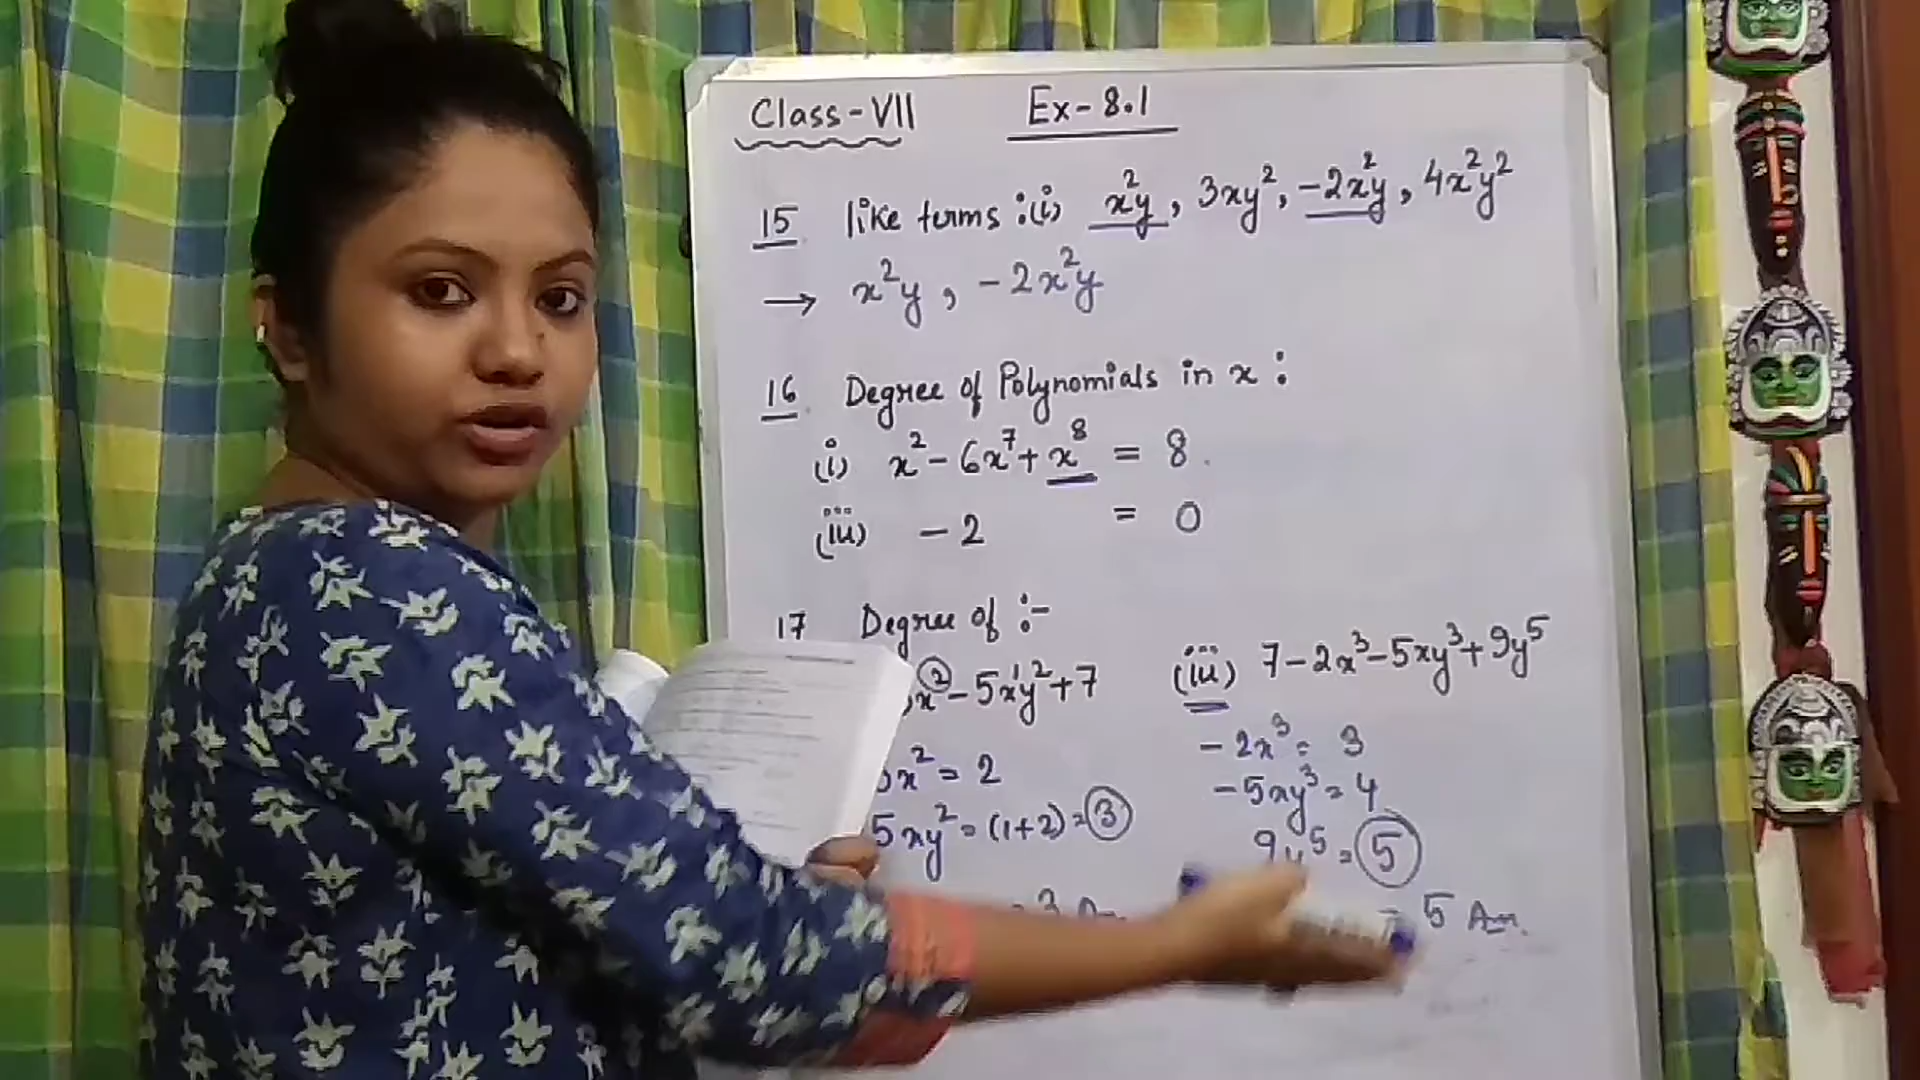 Class-VII Ex-8.1
15. like terms :(i) x²y, 3xy², -2x²y, 4x²y²
→ x²y, -2x²y
16. Degree of Polynomials in x :
(i) x² - 6x⁷ + x⁸ = 8.
(iii) -2 = 0
17 Degree of :-
x² - 5x¹y² + 7
x² = 2
5xy² = (1+2) = 3
= 3
(iii) 7 - 2x³ - 5xy³ + 9y⁵
-2x³ = 3
-5xy³ = 4
9y⁵ = 5
= 5 Ans.